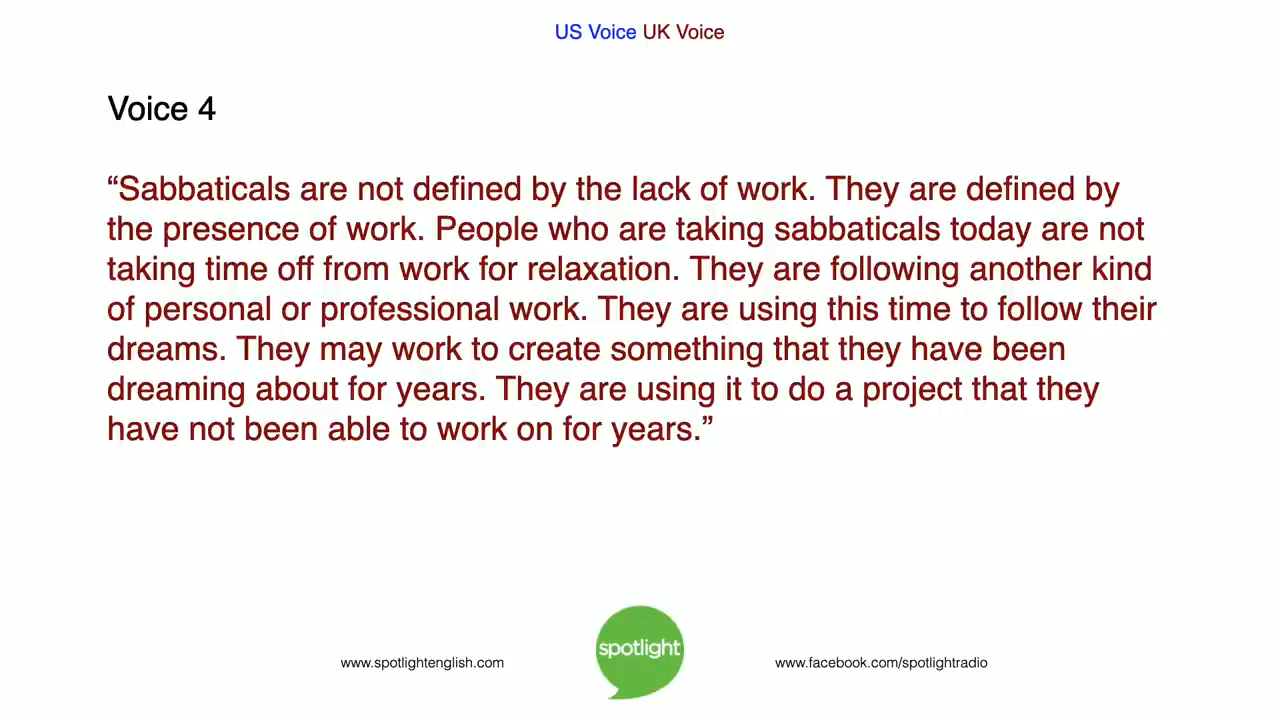 US Voice UK Voice
Voice 4
“Sabbaticals are not defined by the lack of work. They are defined by
the presence of work. People who are taking sabbaticals today are not
taking time off from work for relaxation. They are following another kind
of personal or professional work. They are using this time to follow their
dreams. They may work to create something that they have been
dreaming about for years. They are using it to do a project that they
have not been able to work on for years.”
www.spotlightenglish.com
spotlight
www.facebook.com/spotlightradio